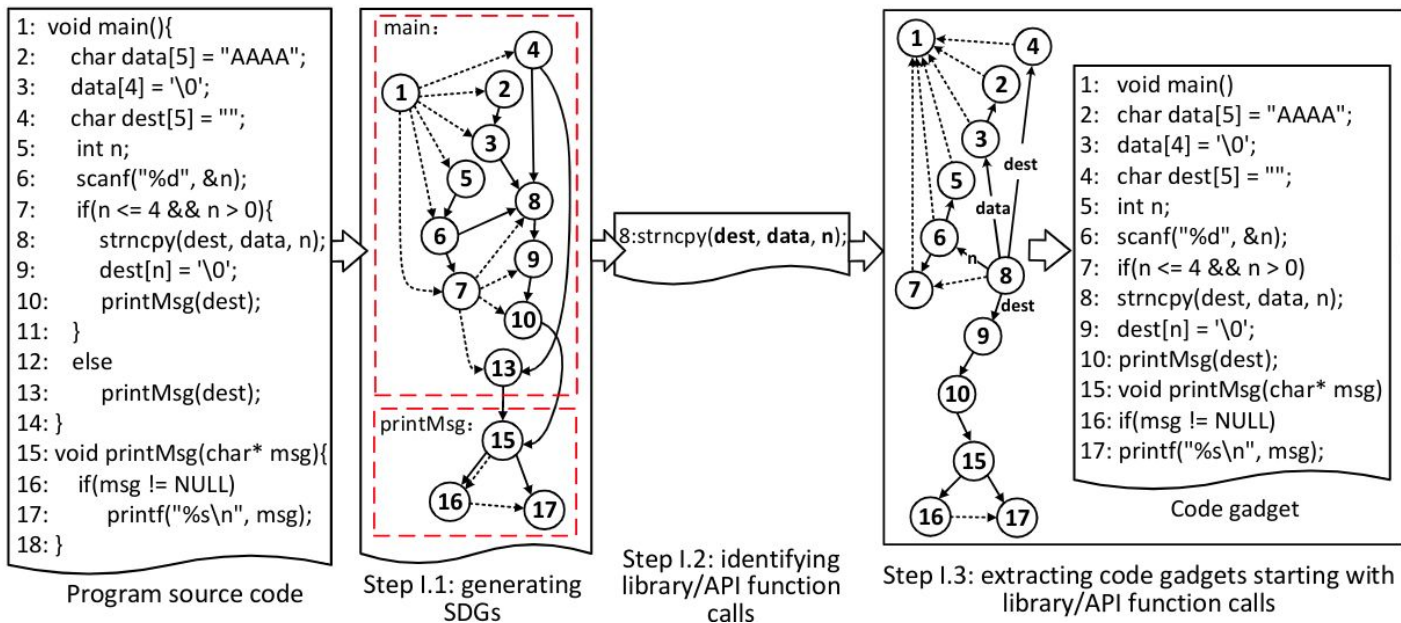 1: void main(){
2: char data[5] = "AAAA";
3: data[4] = '\0';
4: char dest[5] = "";
5: int n;
6: scanf("%d", &n);
7: if(n <= 4 && n > 0){
8: strncpy(dest, data, n);
9: dest[n] = '\0';
10: printMsg(dest);
11: }
12: else
13: printMsg(dest);
14: }
15: void printMsg(char* msg){
16: if(msg != NULL)
17: printf("%s\n", msg);
18: }
Program source code
main:
4
1
2
3
5
8
6
9
7
10
13
printMsg:
15
16
17
Step I.1: generating
SDGs
8:strncpy(dest, data, n);
Step I.2: identifying
library/API function
calls
1
4
2
3
dest
5
data
6
n
8
7
dest
9
10
15
16
17
1: void main()
2: char data[5] = "AAAA";
3: data[4] = '\0';
4: char dest[5] = "";
5: int n;
6: scanf("%d", &n);
7: if(n <= 4 && n > 0)
8: strncpy(dest, data, n);
9: dest[n] = '\0';
10: printMsg(dest);
15: void printMsg(char* msg)
16: if(msg != NULL)
17: printf("%s\n", msg);
Code gadget
Step I.3: extracting code gadgets starting with
library/API function calls